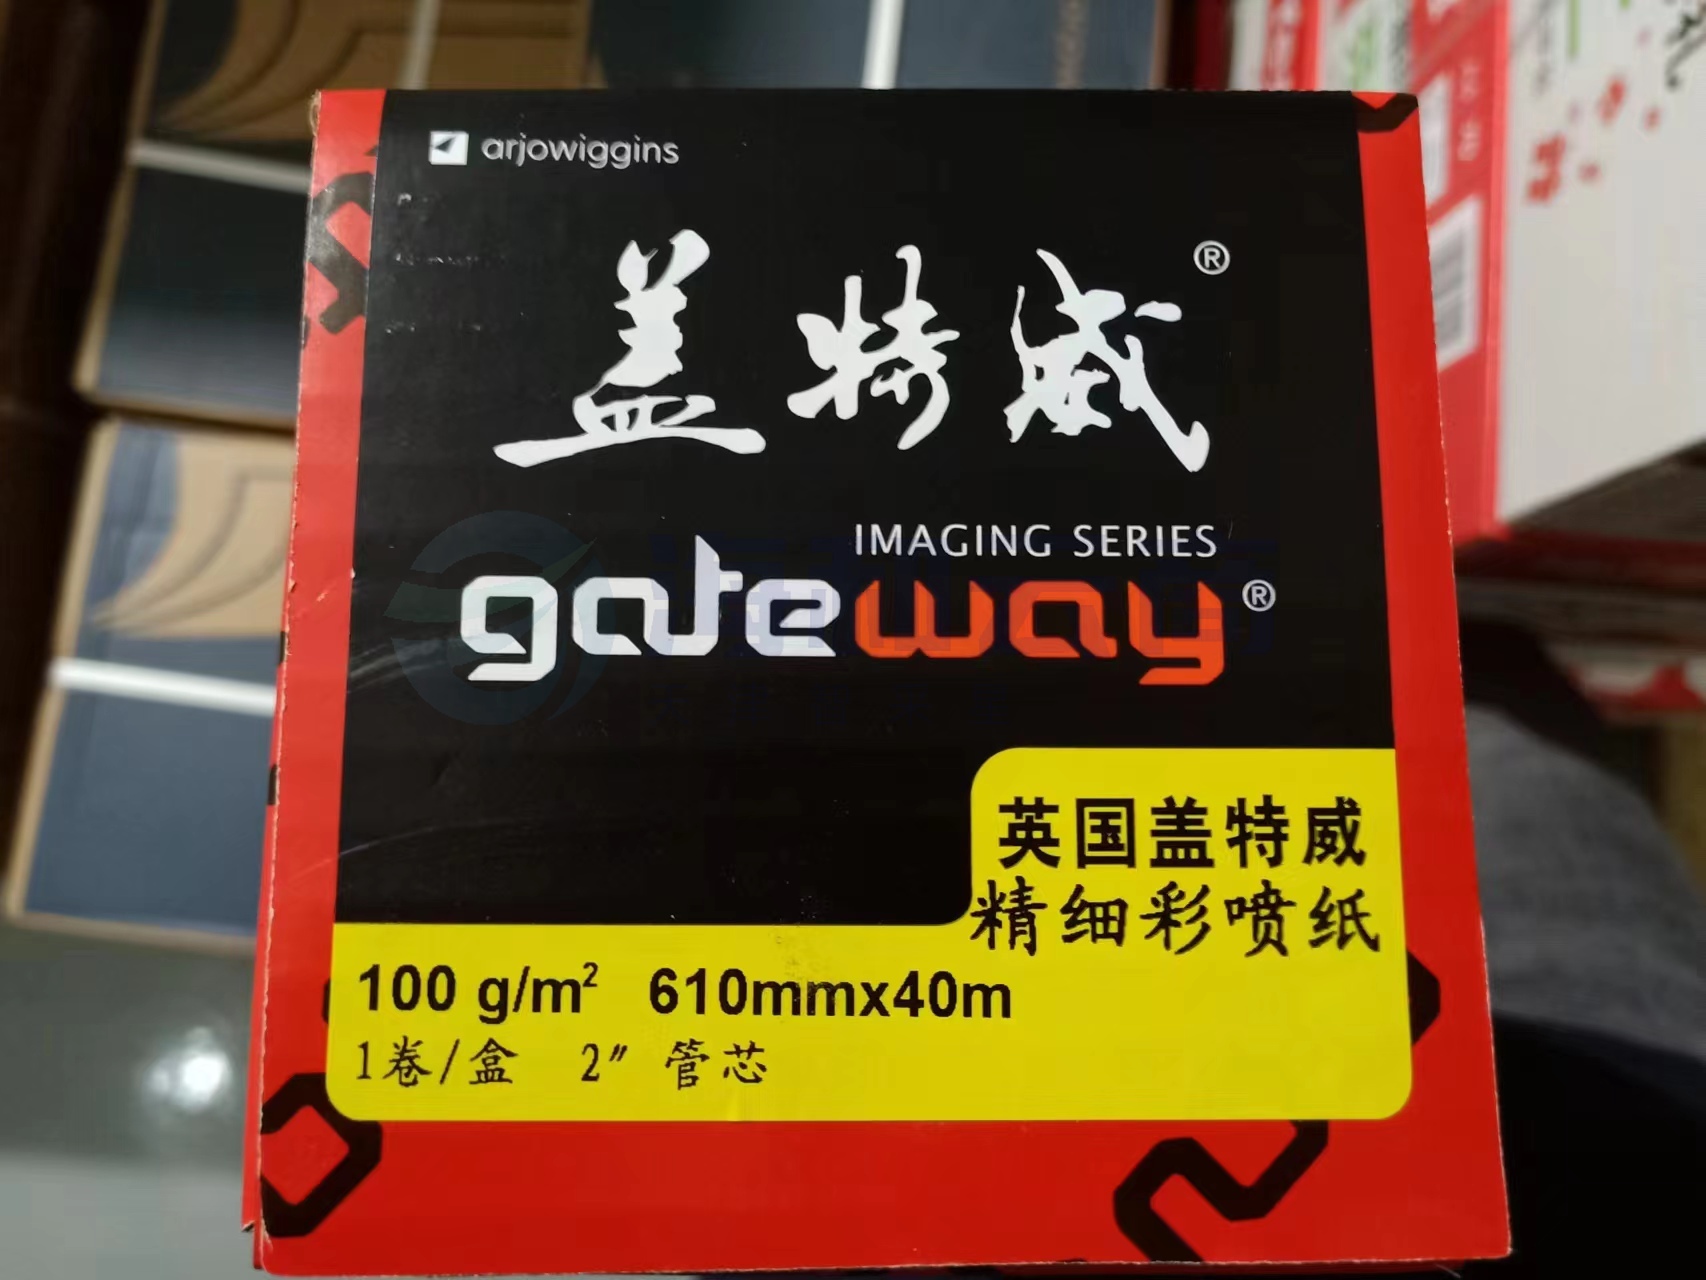 arjowiggins
盖特威®
IMAGING SERIES
gateway®
英国盖特威
精细彩喷纸
100 g/m² 610mmx40m
1卷/盒 2" 管芯